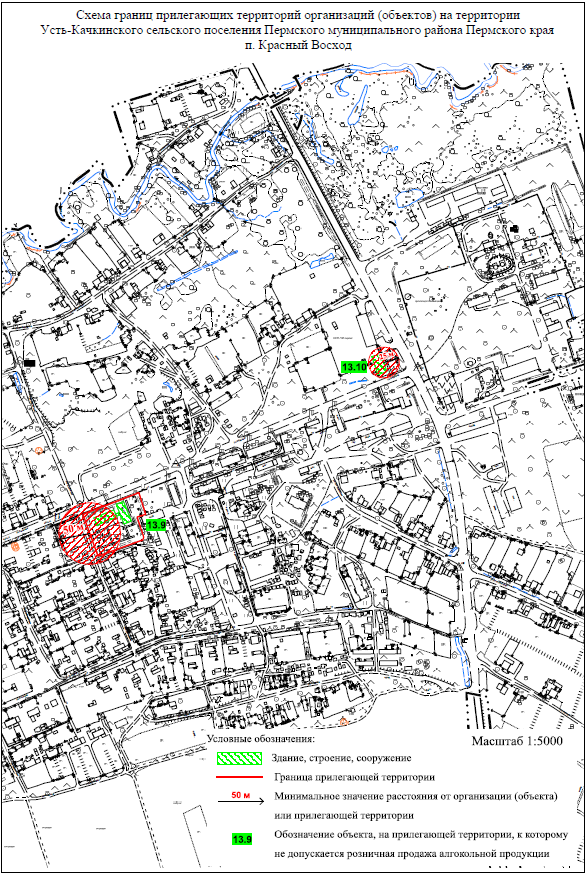 Схема границ прилегающих территорий организаций (объектов) на территории
Усть-Качкинского сельского поселения Пермского муниципального района Пермского края
п. Красный Восход
13.10
13.9
Условные обозначения:
Масштаб 1:5000
Здание, строение, сооружение
Граница прилегающей территории
50 м
Минимальное значение расстояния от организации (объекта)
или прилегающей территории
13.9
Обозначение объекта, на прилегающей территории, к которому
не допускается розничная продажа алкогольной продукции